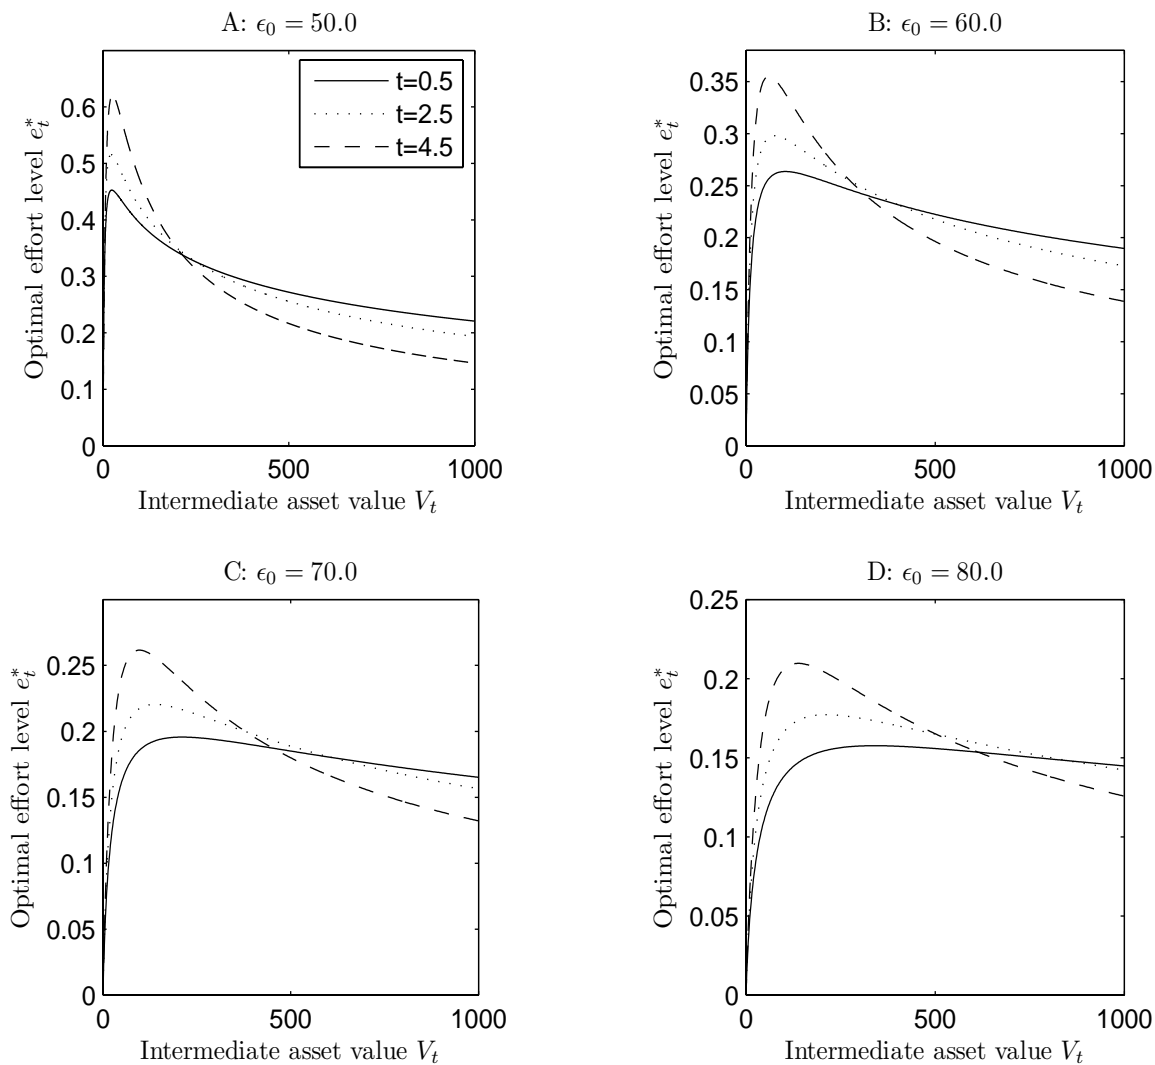 A: ϵ₀ = 50.0
Optimal effort level e*ₜ
0.6
0.5
0.4
0.3
0.2
0.1
0
t=0.5
t=2.5
t=4.5
0 500 1000
Intermediate asset value Vₜ
B: ϵ₀ = 60.0
Optimal effort level e*ₜ
0.35
0.3
0.25
0.2
0.15
0.1
0.05
0
0 500 1000
Intermediate asset value Vₜ
C: ϵ₀ = 70.0
Optimal effort level e*ₜ
0.25
0.2
0.15
0.1
0.05
0
0 500 1000
Intermediate asset value Vₜ
D: ϵ₀ = 80.0
Optimal effort level e*ₜ
0.25
0.2
0.15
0.1
0.05
0
0 500 1000
Intermediate asset value Vₜ